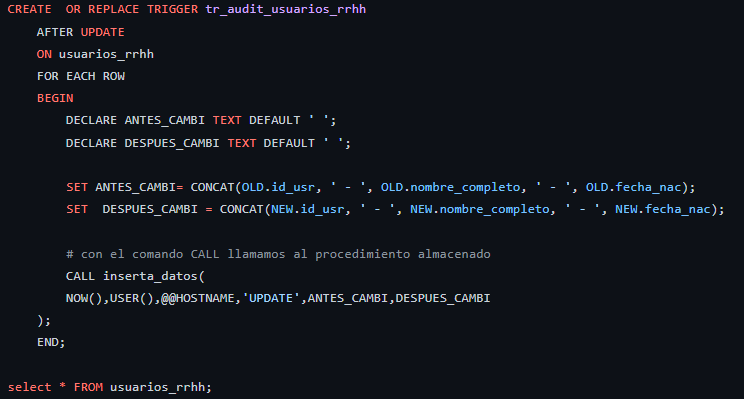 CREATE  OR REPLACE TRIGGER tr_audit_usuarios_rrhh
    AFTER UPDATE
    ON usuarios_rrhh
    FOR EACH ROW
    BEGIN
        DECLARE ANTES_CAMBI TEXT DEFAULT ' ';
        DECLARE DESPUES_CAMBI TEXT DEFAULT ' ';

        SET ANTES_CAMBI= CONCAT(OLD.id_usr, ' - ', OLD.nombre_completo, ' - ', OLD.fecha_nac);
        SET  DESPUES_CAMBI = CONCAT(NEW.id_usr, ' - ', NEW.nombre_completo, ' - ', NEW.fecha_nac);

        # con el comando CALL llamamos al procedimiento almacenado
        CALL inserta_datos(
        NOW(),USER(),@@HOSTNAME,'UPDATE',ANTES_CAMBI,DESPUES_CAMBI
    );
    END;

select * FROM usuarios_rrhh;